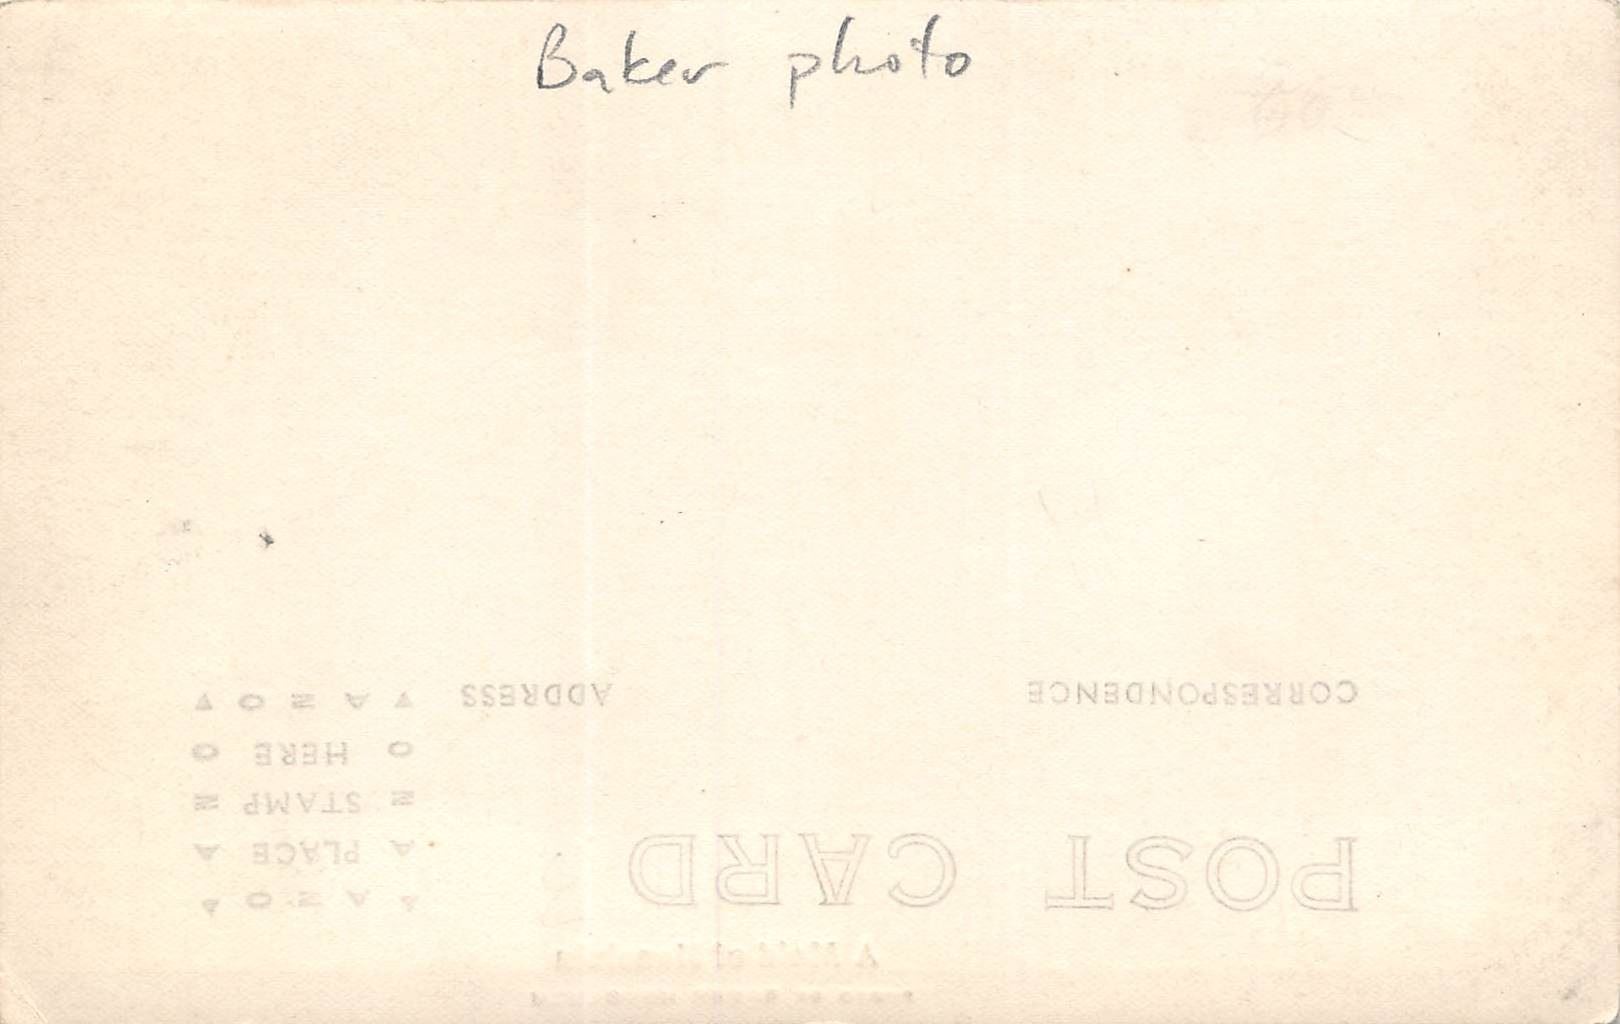 Baker photo
POST CARD
A Z O
A PLACE A
Z STAMP Z
O HERE O
A Z O
CORRESPONDENCE
ADDRESS